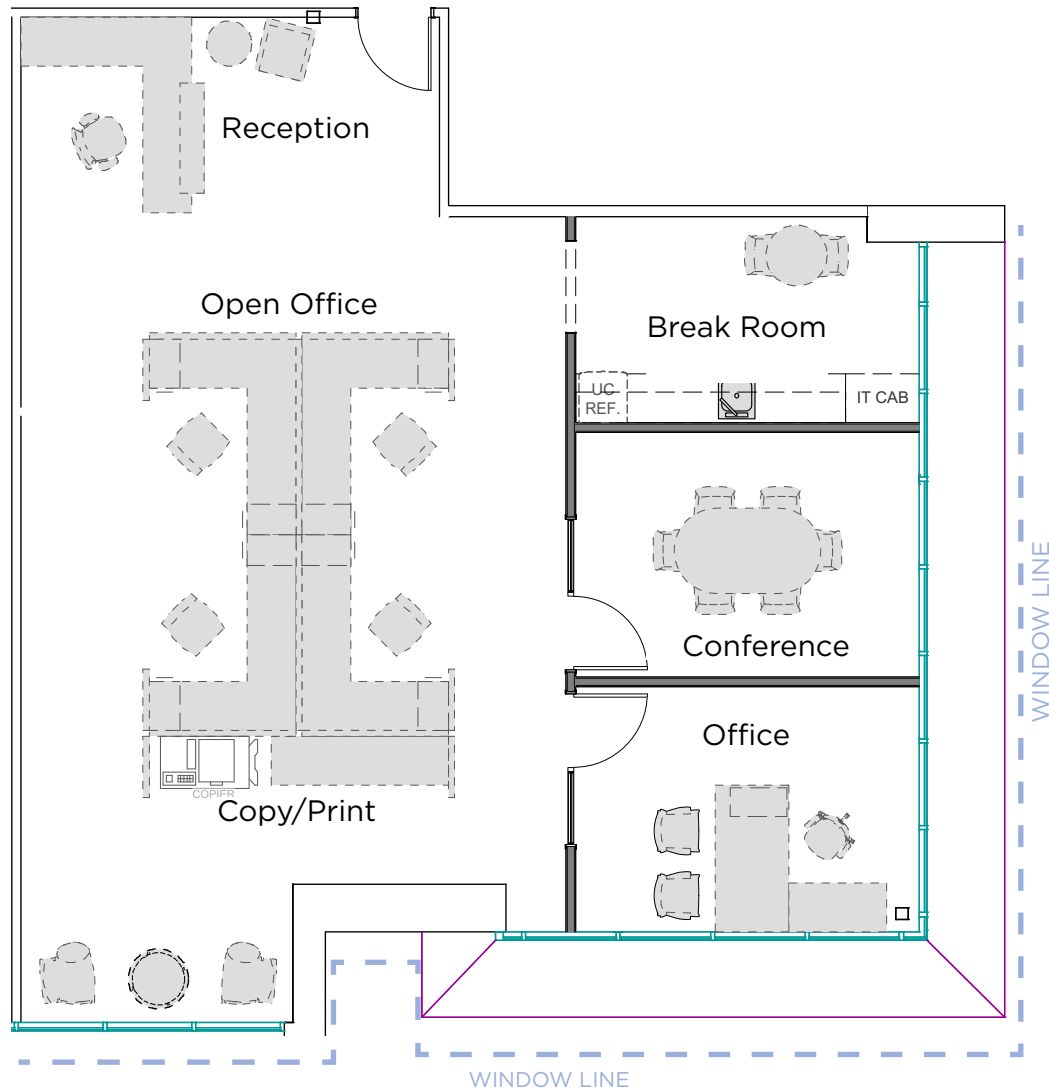 Reception
Open Office
Break Room
UC
REF.
IT CAB
Conference
WINDOW LINE
Office
COPIER
Copy/Print
WINDOW LINE